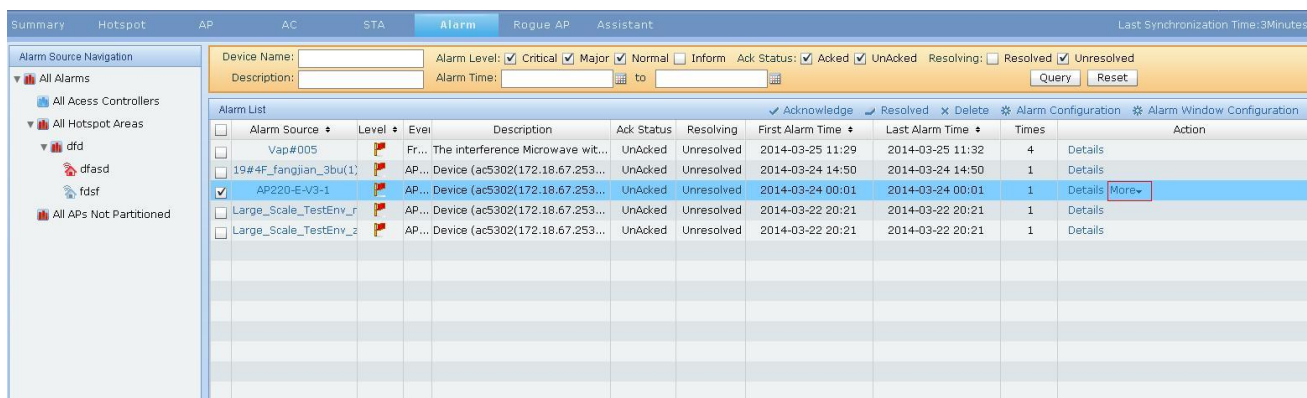 Summary Hotspot AP AC STA Alarm Rogue AP Assistant Last Synchronization Time:3Minutes
Alarm Source Navigation
All Alarms
All Acess Controllers
All Hotspot Areas
dfd
dfasd
fdsf
All APs Not Partitioned
Device Name: Alarm Level: Critical Major Normal Inform Ack Status: Acked UnAcked Resolving: Resolved Unresolved
Description: Alarm Time: to Query Reset
Alarm List Acknowledge Resolved Delete Alarm Configuration Alarm Window Configuration
Alarm Source Level Ever Description Ack Status Resolving First Alarm Time Last Alarm Time Times Action
Vap#005 Fr... The interference Microwave wit... UnAcked Unresolved 2014-03-25 11:29 2014-03-25 11:32 4 Details
19#4F_fangjian_3bu(1) AP... Device (ac5302(172.18.67.253... UnAcked Unresolved 2014-03-24 14:50 2014-03-24 14:50 1 Details
AP220-E-V3-1 AP... Device (ac5302(172.18.67.253... UnAcked Unresolved 2014-03-24 00:01 2014-03-24 00:01 1 Details More
Large_Scale_TestEnv_r AP... Device (ac5302(172.18.67.253... UnAcked Unresolved 2014-03-22 20:21 2014-03-22 20:21 1 Details
Large_Scale_TestEnv_z AP... Device (ac5302(172.18.67.253... UnAcked Unresolved 2014-03-22 20:21 2014-03-22 20:21 1 Details